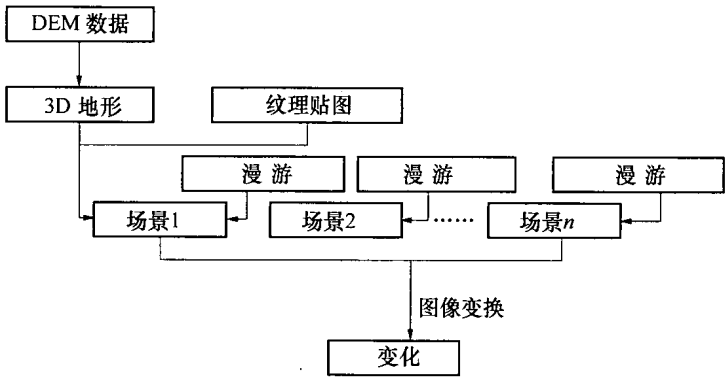 DEM 数据
3D 地形
纹理贴图
漫 游
漫 游
漫 游
场景1
场景2
……
场景n
图像变换
变化